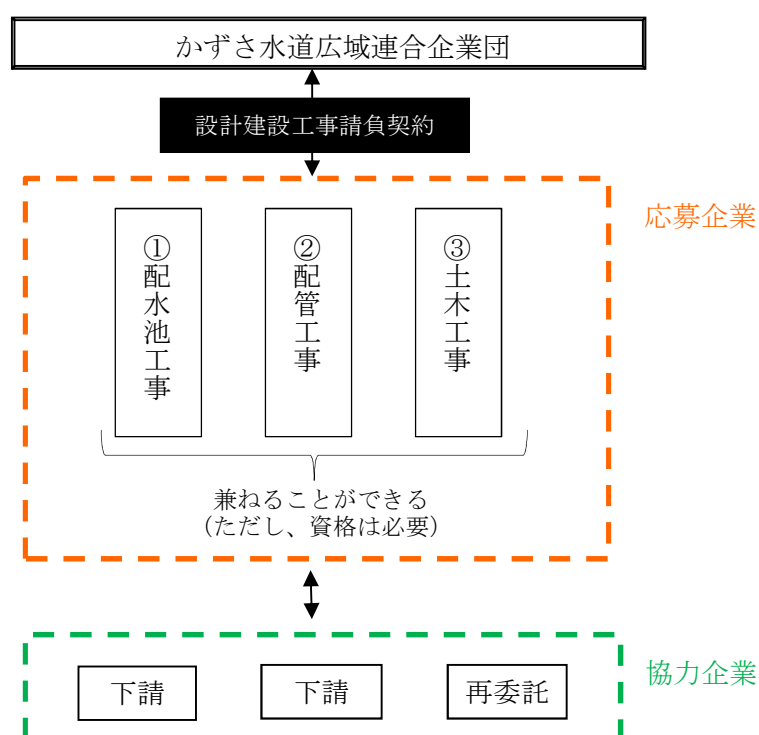 かずさ水道広域連合企業団
設計建設工事請負契約
応募企業
①配水池工事
②配管工事
③土木工事
兼ねることができる
（ただし、資格は必要）
協力企業
下請
下請
再委託